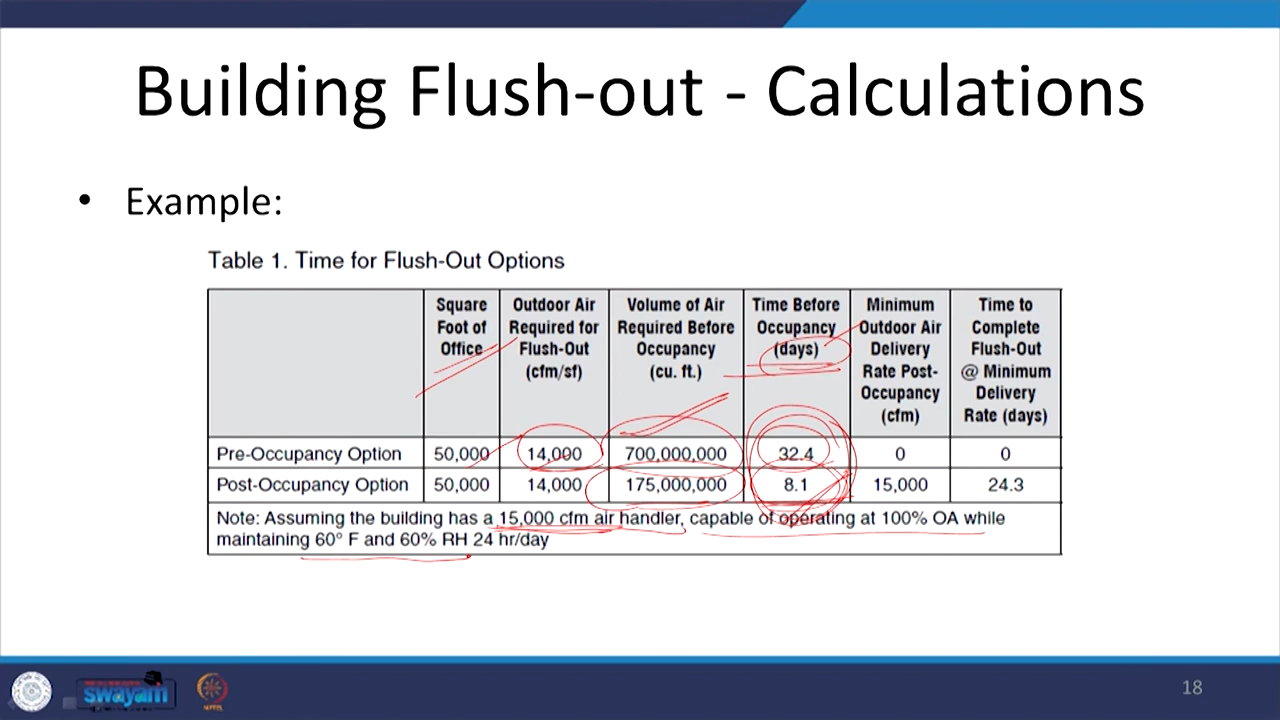 Building Flush-out - Calculations
• Example:
Table 1. Time for Flush-Out Options
Square Foot of Office
Outdoor Air Required for Flush-Out (cfm/sf)
Volume of Air Required Before Occupancy (cu. ft.)
Time Before Occupancy (days)
Minimum Outdoor Air Delivery Rate Post-Occupancy (cfm)
Time to Complete Flush-Out @ Minimum Delivery Rate (days)
Pre-Occupancy Option 50,000 14,000 700,000,000 32.4 0 0
Post-Occupancy Option 50,000 14,000 175,000,000 8.1 15,000 24.3
Note: Assuming the building has a 15,000 cfm air handler, capable of operating at 100% OA while
maintaining 60° F and 60% RH 24 hr/day
swayam
18